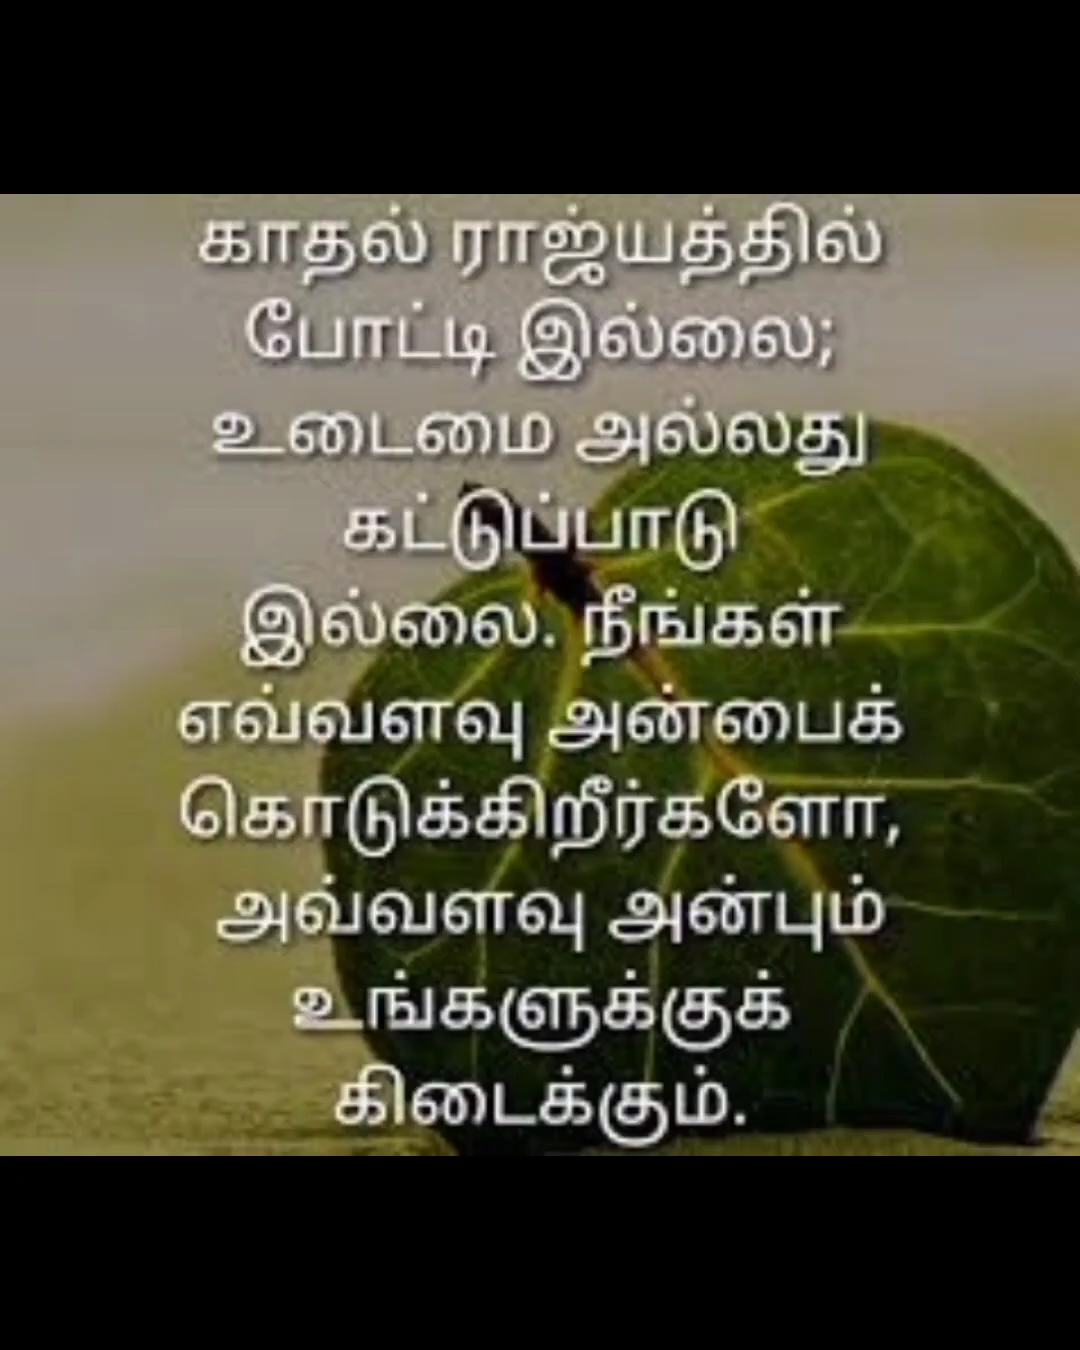 காதல் ராஜ்யத்தில்
போட்டி இல்லை;
உடைமை அல்லது
கட்டுப்பாடு
இல்லை. நீங்கள்
எவ்வளவு அன்பைக்
கொடுக்கிறீர்களோ,
அவ்வளவு அன்பும்
உங்களுக்குக்
கிடைக்கும்.